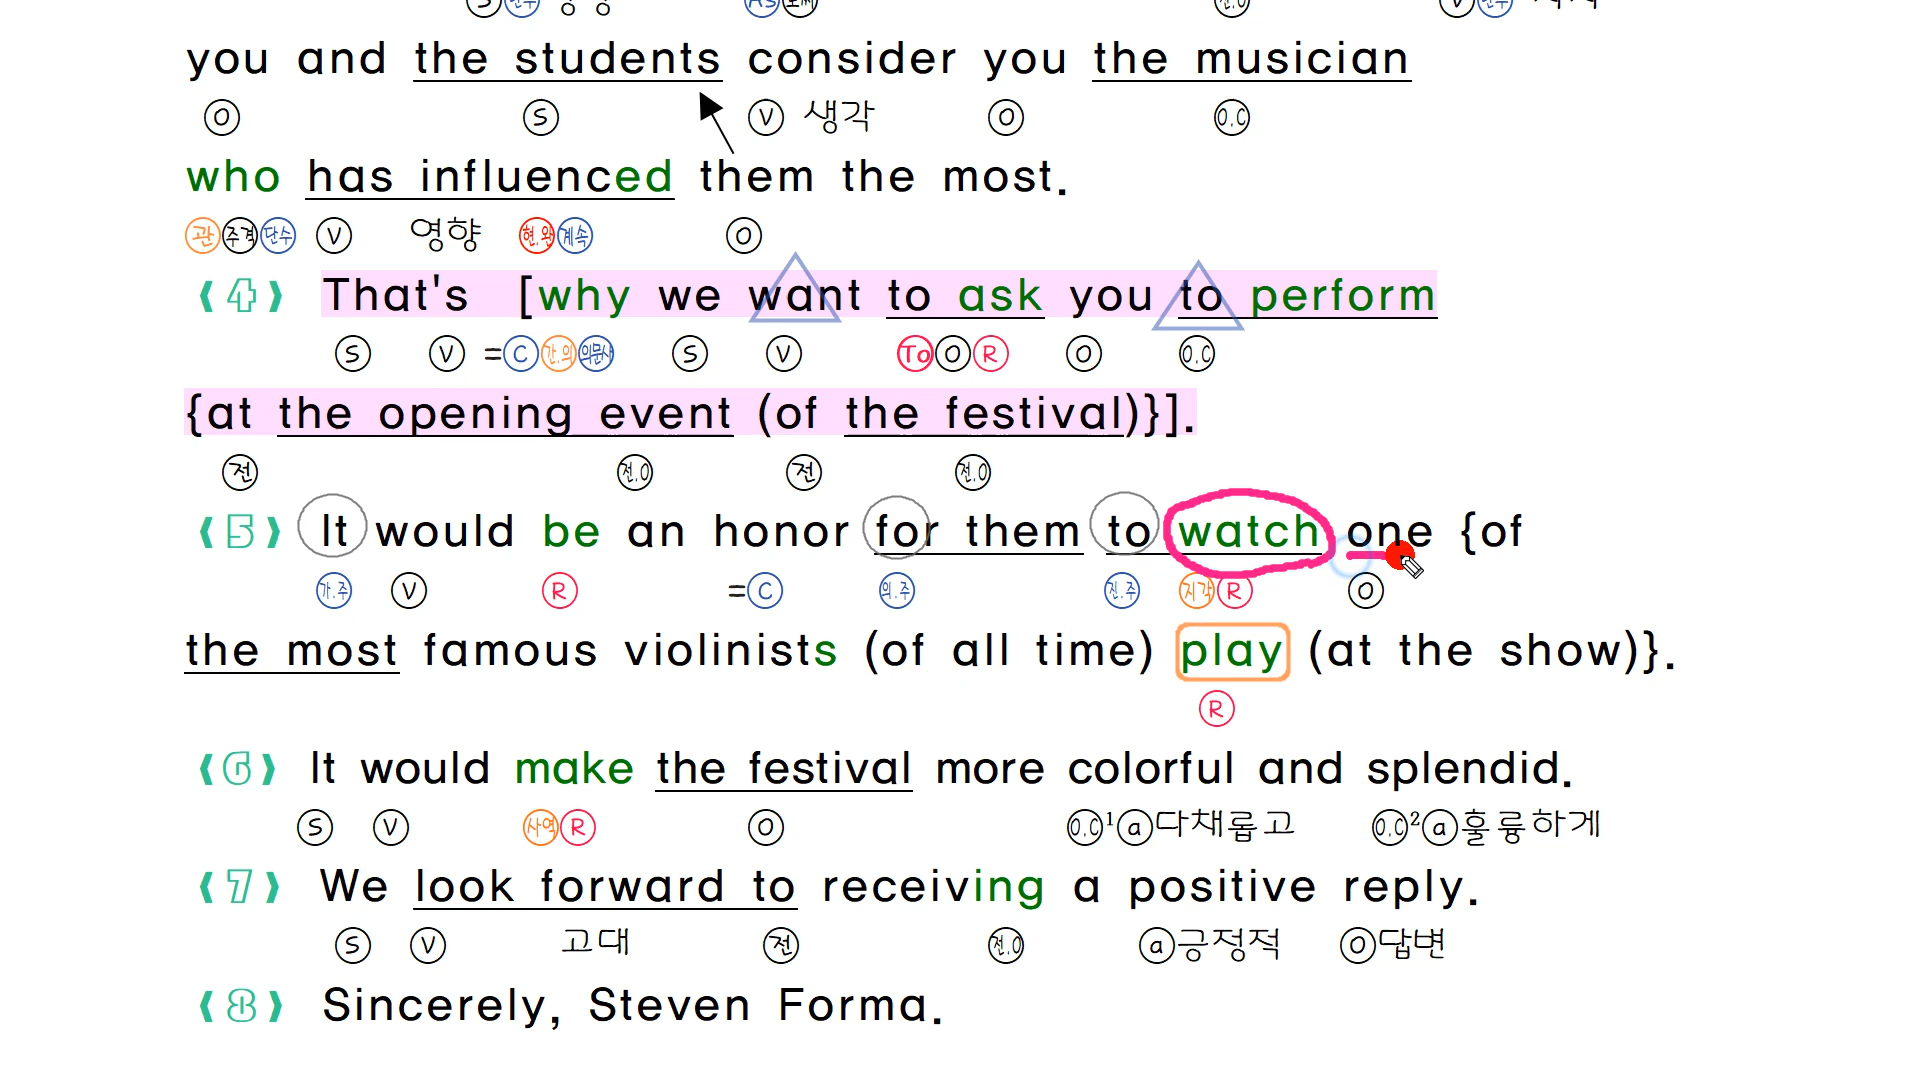 you and the students consider you the musician
O S V 생각 O O.C
who has influenced them the most.
관 주격 단수 V 영향 현.완 계속 O
《4》 That's [why we want to ask you to perform
S V =C 간.의 의문사 S V To O R O O.C
{at the opening event (of the festival)}].
전 전.O 전 전.O
《5》 It would be an honor for them to watch one {of
가.주 V R =C 의.주 진.주 지각 R O
the most famous violinists (of all time) play (at the show)}.
R
《6》 It would make the festival more colorful and splendid.
S V 사역 R O O.C¹ a 다채롭고 O.C² a 훌륭하게
《7》 We look forward to receiving a positive reply.
S V 고대 전 전.O a 긍정적 O 답변
《8》 Sincerely, Steven Forma.